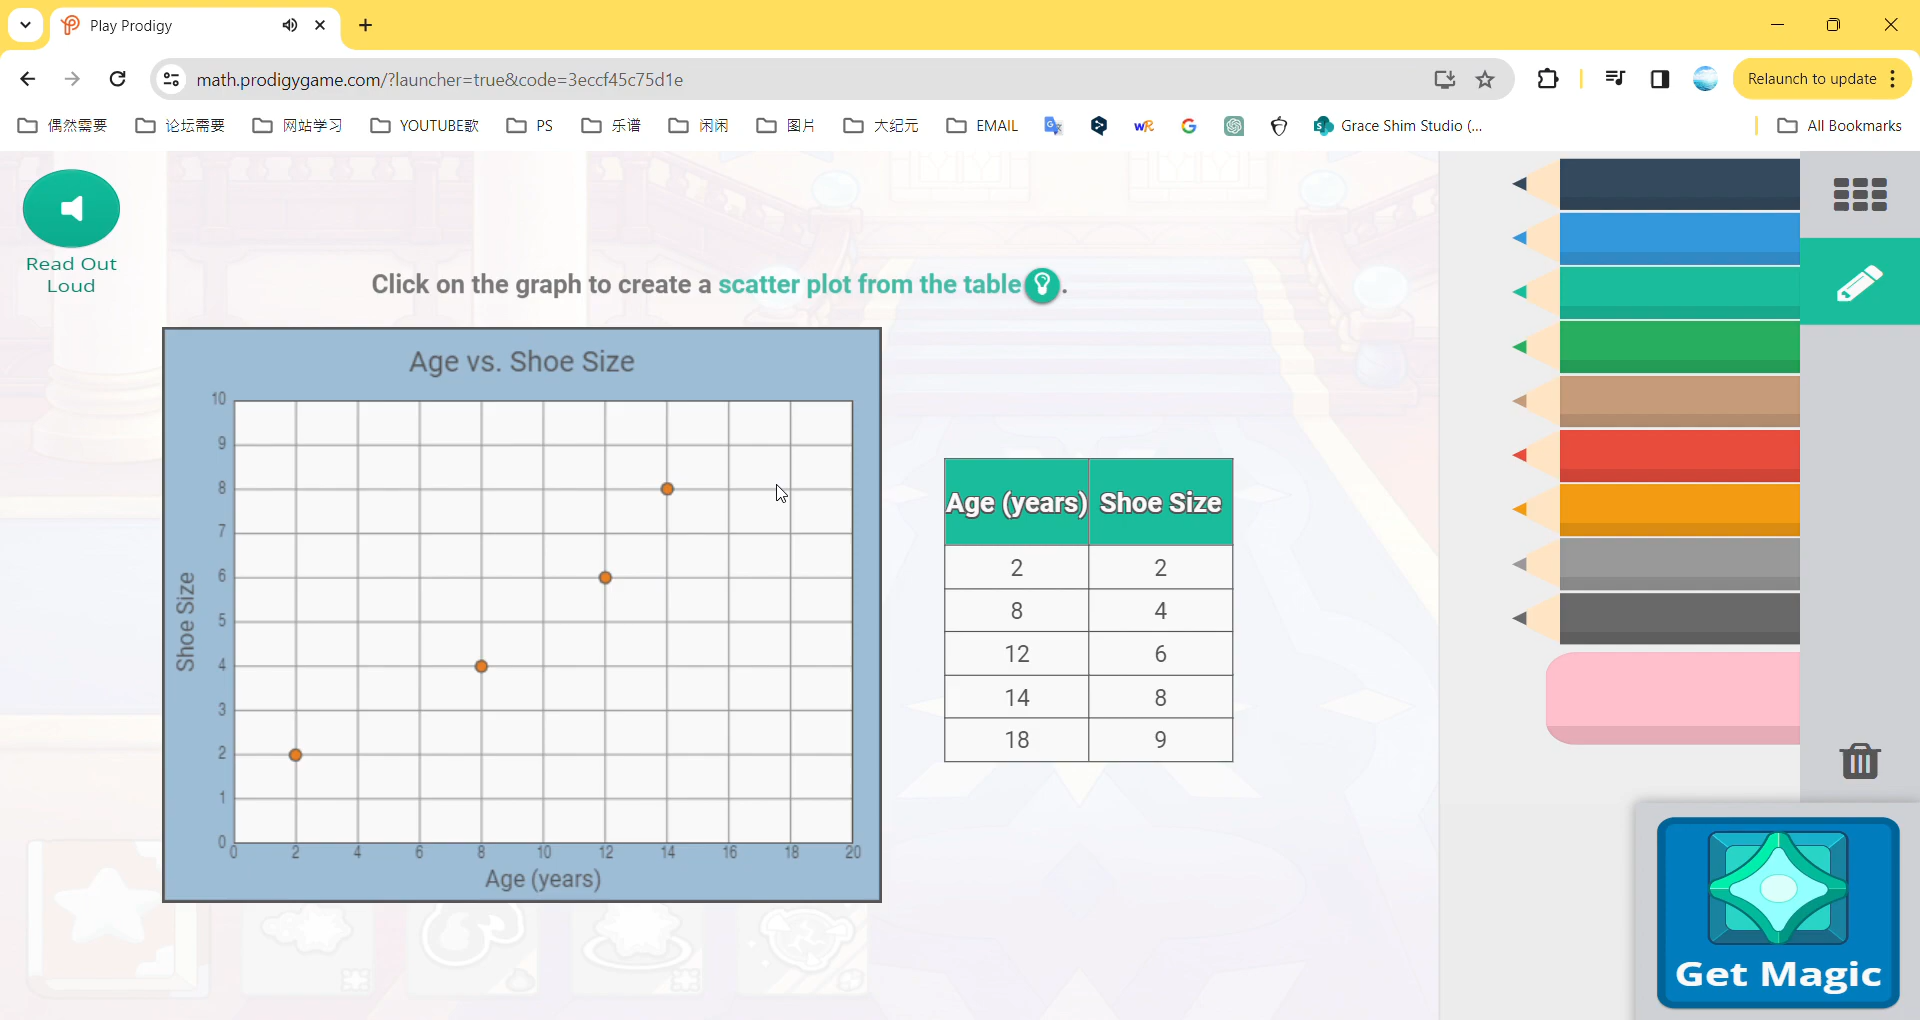 Play Prodigy
math.prodigygame.com/?launcher=true&code=3eccf45c75d1e
Relaunch to update
偶然需要 论坛需要 网站学习 YOUTUBE歌 PS 乐谱 闲闲 图片 大纪元 EMAIL Grace Shim Studio (...
All Bookmarks
Read Out
Loud
Click on the graph to create a scatter plot from the table.
Age vs. Shoe Size
10
9
8
7
6
5
4
3
2
1
0
Shoe Size
0 2 4 6 8 10 12 14 16 18 20
Age (years)
Age (years) Shoe Size
2 2
8 4
12 6
14 8
18 9
Get Magic